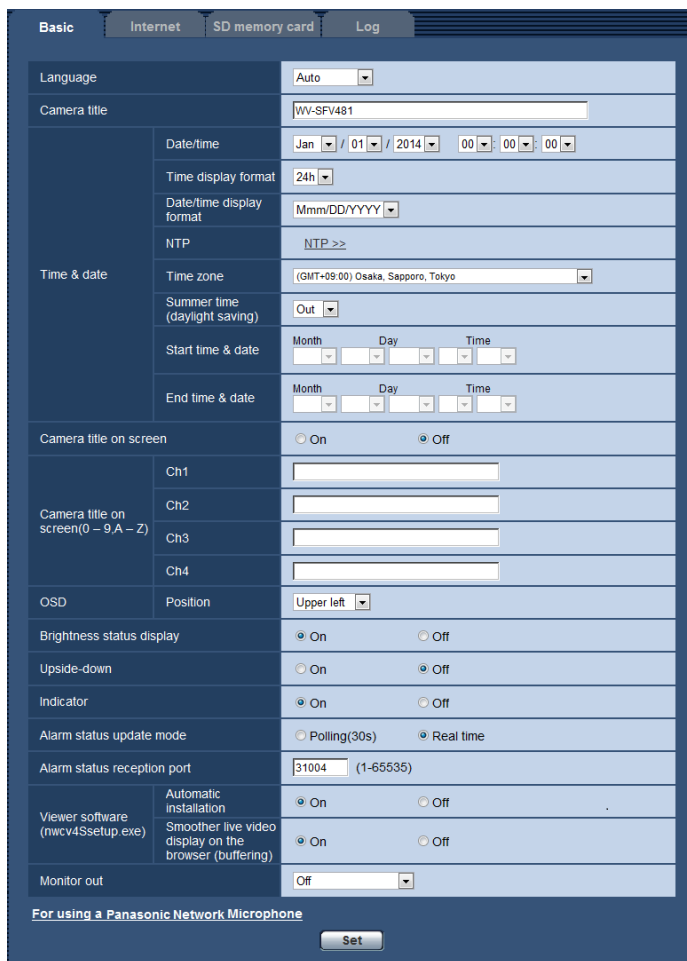 Basic Internet SD memory card Log
Language Auto
Camera title WV-SFV481
Time & date
Date/time Jan / 01 / 2014 00 : 00 : 00
Time display format 24h
Date/time display
format Mmm/DD/YYYY
NTP NTP >>
Time zone (GMT+09:00) Osaka, Sapporo, Tokyo
Summer time
(daylight saving) Out
Start time & date Month Day Time
End time & date Month Day Time
Camera title on screen On Off
Camera title on
screen(0 – 9,A – Z)
Ch1
Ch2
Ch3
Ch4
OSD Position Upper left
Brightness status display On Off
Upside-down On Off
Indicator On Off
Alarm status update mode Polling(30s) Real time
Alarm status reception port 31004 (1-65535)
Viewer software
(nwcv4Ssetup.exe)
Automatic
installation On Off
Smoother live video
display on the
browser (buffering) On Off
Monitor out Off
For using a Panasonic Network Microphone
Set